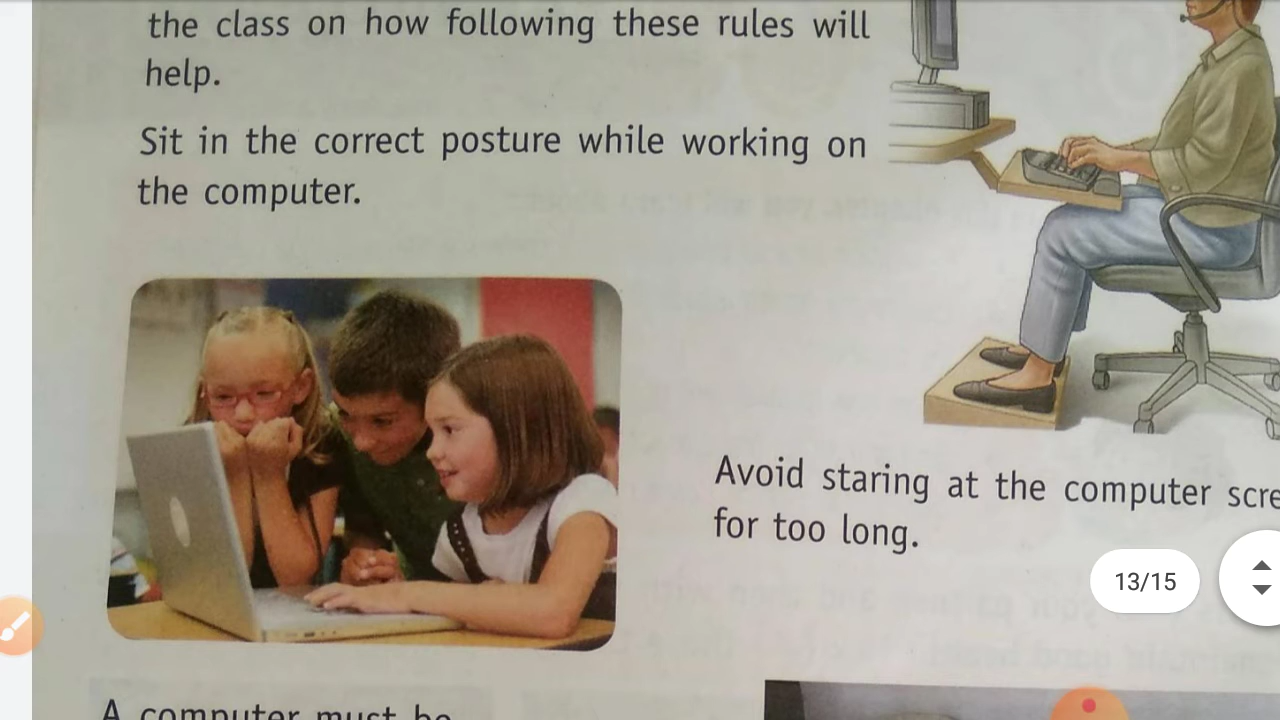 the class on how following these rules will
help.
Sit in the correct posture while working on
the computer.
Avoid staring at the computer scre
for too long.
13/15
A computer must be